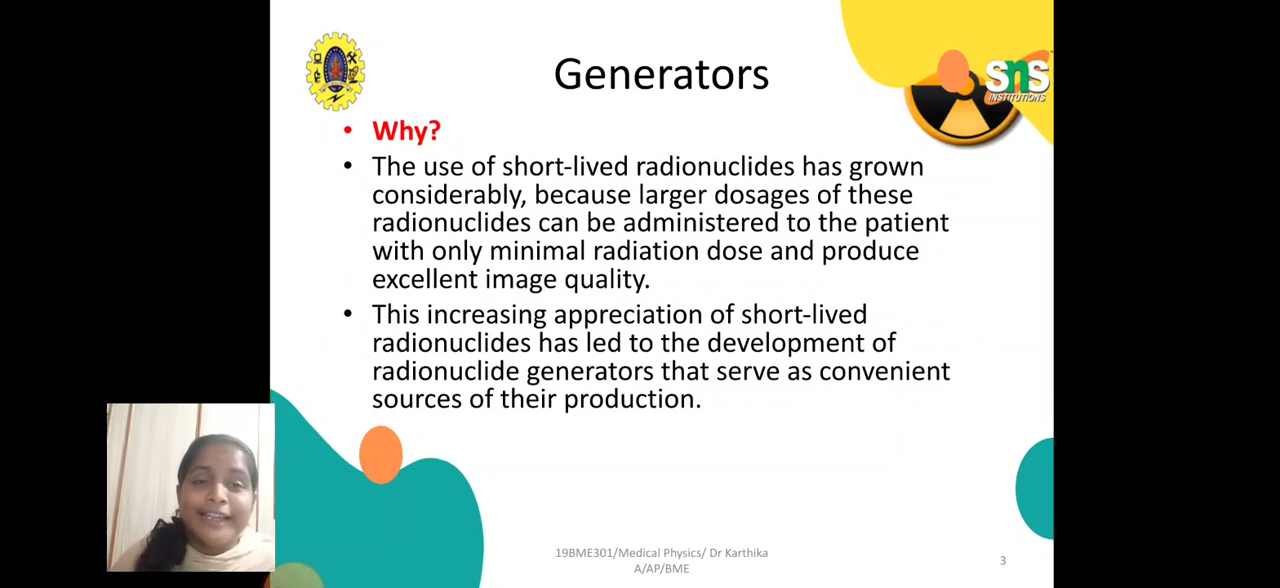 Generators
sns
INSTITUTIONS
• Why?
• The use of short-lived radionuclides has grown
considerably, because larger dosages of these
radionuclides can be administered to the patient
with only minimal radiation dose and produce
excellent image quality.
• This increasing appreciation of short-lived
radionuclides has led to the development of
radionuclide generators that serve as convenient
sources of their production.
19BME301/Medical Physics/ Dr Karthika
A/AP/BME
3